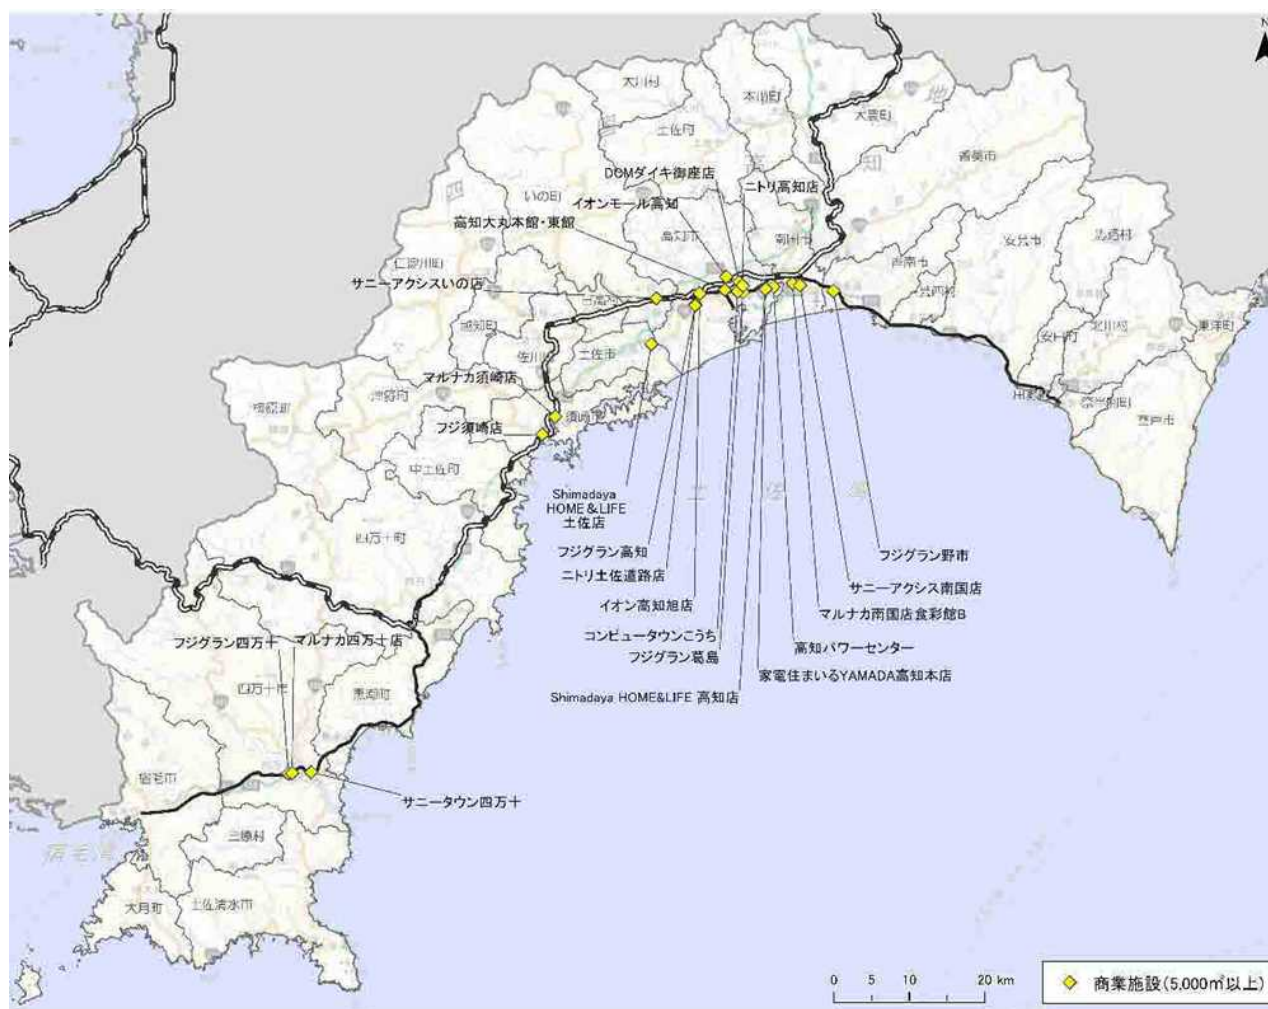 N
大川村
本山町
大豊町
土佐町
香美市
DCMダイキ御座店
ニトリ高知店
いの町
イオンモール高知
高知大丸本館・東館
高知市
南国市
安芸市
馬路村
仁淀川町
香南市
サニーアクシスいの店
芸西村
日高村
越知町
北川村
東洋町
安田町
佐川町
土佐市
マルナカ須崎店
田野町
奈半利町
津野町
梼原町
須崎市
室戸市
フジ須崎店
中土佐町
Shimadaya
HOME&LIFE
土佐店
土佐湾
四万十町
フジグラン高知
フジグラン野市
ニトリ土佐道路店
サニーアクシス南国店
イオン高知旭店
マルナカ南国店食彩館B
コンピュータウンこうち
高知パワーセンター
フジグラン四万十
マルナカ四万十店
フジグラン葛島
家電住まいるYAMADA高知本店
四万十市
黒潮町
Shimadaya HOME&LIFE 高知店
宿毛市
サニータウン四万十
三原村
宿毛湾
大月町
土佐清水市
0 5 10 20 km
商業施設(5,000㎡以上)